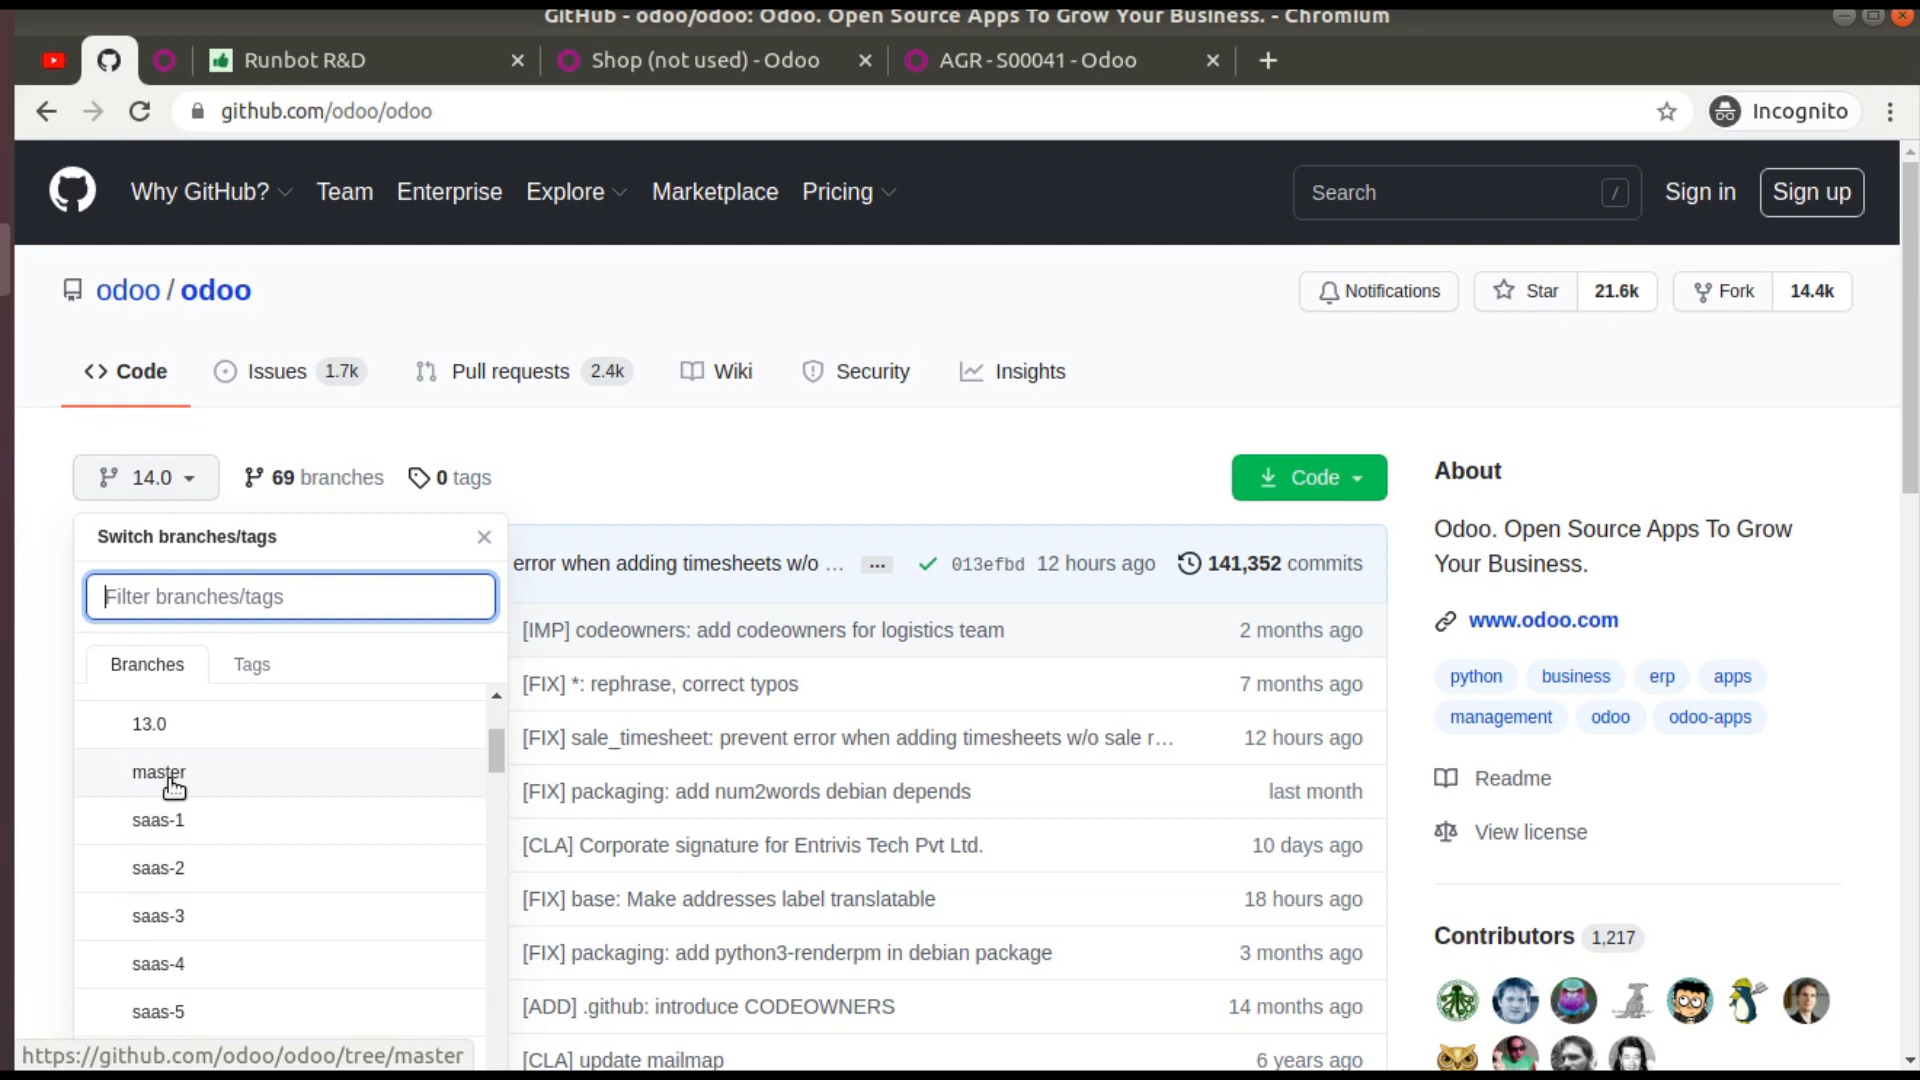 GitHub - odoo/odoo: Odoo. Open Source Apps To Grow Your Business. - Chromium
Runbot R&D
Shop (not used) - Odoo
AGR - S00041 - Odoo
github.com/odoo/odoo
Incognito
Why GitHub?
Team
Enterprise
Explore
Marketplace
Pricing
Search
/
Sign in
Sign up
odoo / odoo
Notifications
Star 21.6k
Fork 14.4k
Code
Issues 1.7k
Pull requests 2.4k
Wiki
Security
Insights
14.0
69 branches
0 tags
Code
Switch branches/tags
Filter branches/tags
Branches
Tags
13.0
master
saas-1
saas-2
saas-3
saas-4
saas-5
error when adding timesheets w/o … ... 013efbd 12 hours ago 141,352 commits
[IMP] codeowners: add codeowners for logistics team 2 months ago
[FIX] *: rephrase, correct typos 7 months ago
[FIX] sale_timesheet: prevent error when adding timesheets w/o sale r… 12 hours ago
[FIX] packaging: add num2words debian depends last month
[CLA] Corporate signature for Entrivis Tech Pvt Ltd. 10 days ago
[FIX] base: Make addresses label translatable 18 hours ago
[FIX] packaging: add python3-renderpm in debian package 3 months ago
[ADD] .github: introduce CODEOWNERS 14 months ago
[CLA] update mailmap 6 years ago
About
Odoo. Open Source Apps To Grow
Your Business.
www.odoo.com
python business erp apps
management odoo odoo-apps
Readme
View license
Contributors 1,217
https://github.com/odoo/odoo/tree/master